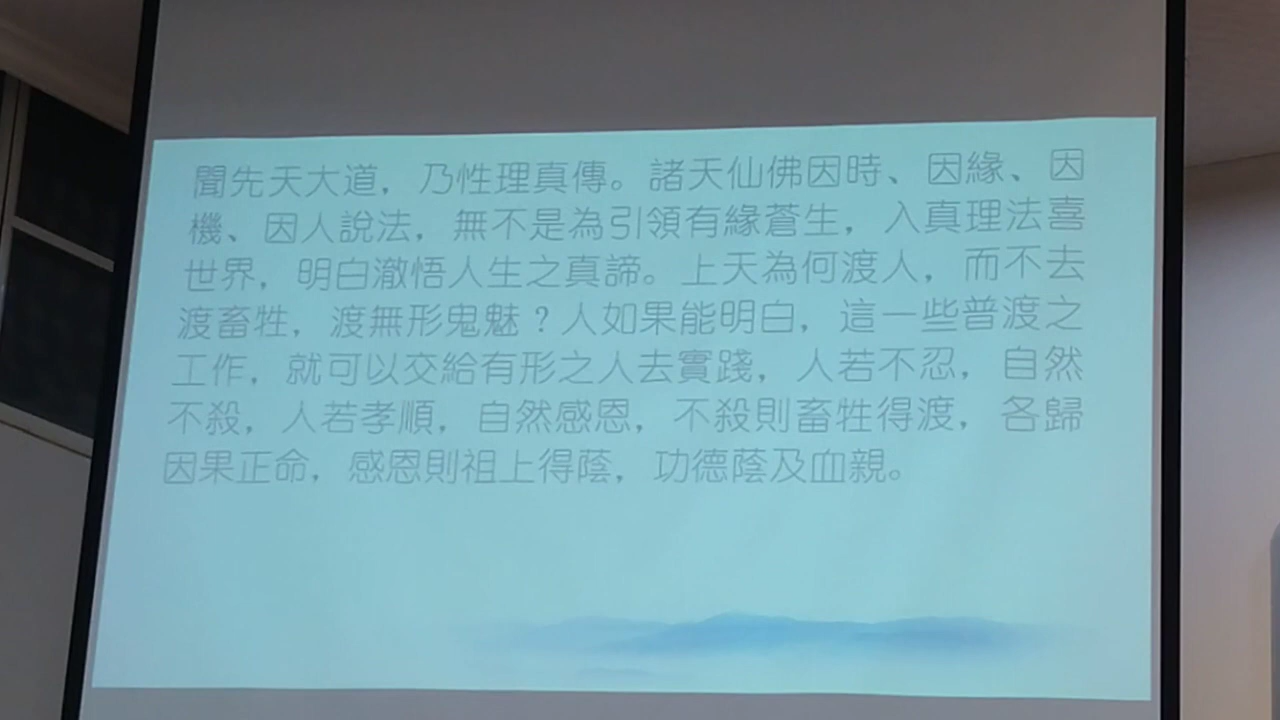 聞先天大道，乃性理真傳。諸天仙佛因時、因緣、因
機、因人說法，無不是為引領有緣蒼生，入真理法喜
世界，明白澈悟人生之真諦。上天為何渡人，而不去
渡畜牲，渡無形鬼魅？人如果能明白，這一些普渡之
工作，就可以交給有形之人去實踐，人若不忍，自然
不殺，人若孝順，自然感恩，不殺則畜牲得渡，各歸
因果正命，感恩則祖上得蔭，功德蔭及血親。